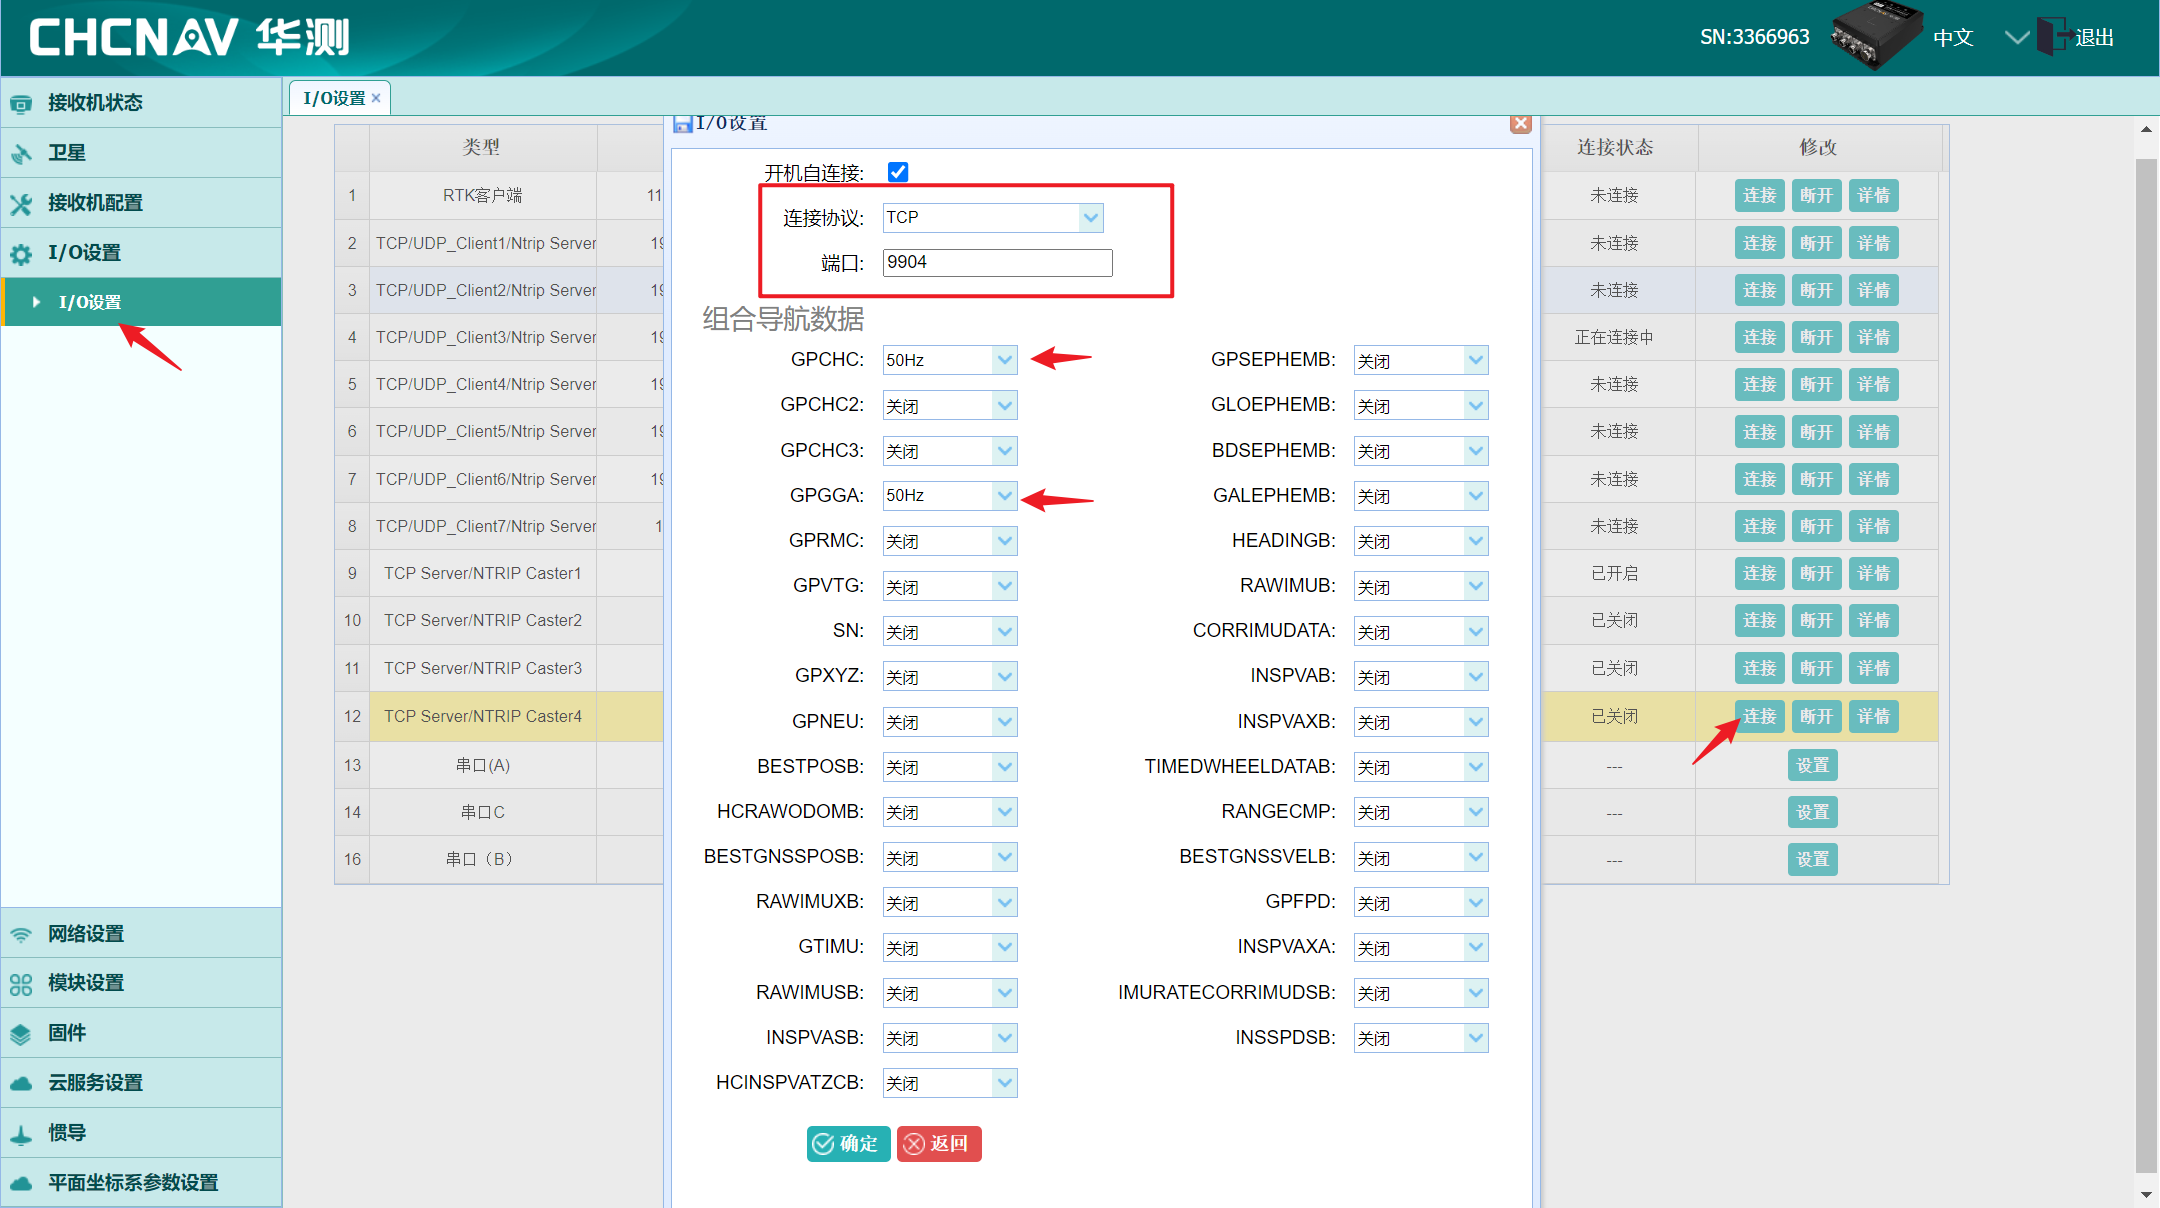 CHCNAV 华测
SN:3366963
中文
退出
接收机状态
卫星
接收机配置
I/O设置
I/O设置
网络设置
模块设置
固件
云服务设置
惯导
平面坐标系参数设置
I/O设置 ×
类型
连接状态
修改
1 RTK客户端 11 未连接 连接 断开 详情
2 TCP/UDP_Client1/Ntrip Server 19 未连接 连接 断开 详情
3 TCP/UDP_Client2/Ntrip Server 19 未连接 连接 断开 详情
4 TCP/UDP_Client3/Ntrip Server 19 正在连接中 连接 断开 详情
5 TCP/UDP_Client4/Ntrip Server 19 未连接 连接 断开 详情
6 TCP/UDP_Client5/Ntrip Server 19 未连接 连接 断开 详情
7 TCP/UDP_Client6/Ntrip Server 19 未连接 连接 断开 详情
8 TCP/UDP_Client7/Ntrip Server 1 未连接 连接 断开 详情
9 TCP Server/NTRIP Caster1 已开启 连接 断开 详情
10 TCP Server/NTRIP Caster2 已关闭 连接 断开 详情
11 TCP Server/NTRIP Caster3 已关闭 连接 断开 详情
12 TCP Server/NTRIP Caster4 已关闭 连接 断开 详情
13 串口(A) --- 设置
14 串口C --- 设置
16 串口（B） --- 设置
I/O设置
开机自连接:
连接协议: TCP
端口: 9904
组合导航数据
GPCHC: 50Hz GPSEPHEMB: 关闭
GPCHC2: 关闭 GLOEPHEMB: 关闭
GPCHC3: 关闭 BDSEPHEMB: 关闭
GPGGA: 50Hz GALEPHEMB: 关闭
GPRMC: 关闭 HEADINGB: 关闭
GPVTG: 关闭 RAWIMUB: 关闭
SN: 关闭 CORRIMUDATA: 关闭
GPXYZ: 关闭 INSPVAB: 关闭
GPNEU: 关闭 INSPVAXB: 关闭
BESTPOSB: 关闭 TIMEDWHEELDATAB: 关闭
HCRAWODOMB: 关闭 RANGECMP: 关闭
BESTGNSSPOSB: 关闭 BESTGNSSVELB: 关闭
RAWIMUXB: 关闭 GPFPD: 关闭
GTIMU: 关闭 INSPVAXA: 关闭
RAWIMUSB: 关闭 IMURATECORRIMUDSB: 关闭
INSPVASB: 关闭 INSSPDSB: 关闭
HCINSPVATZCB: 关闭
确定 返回